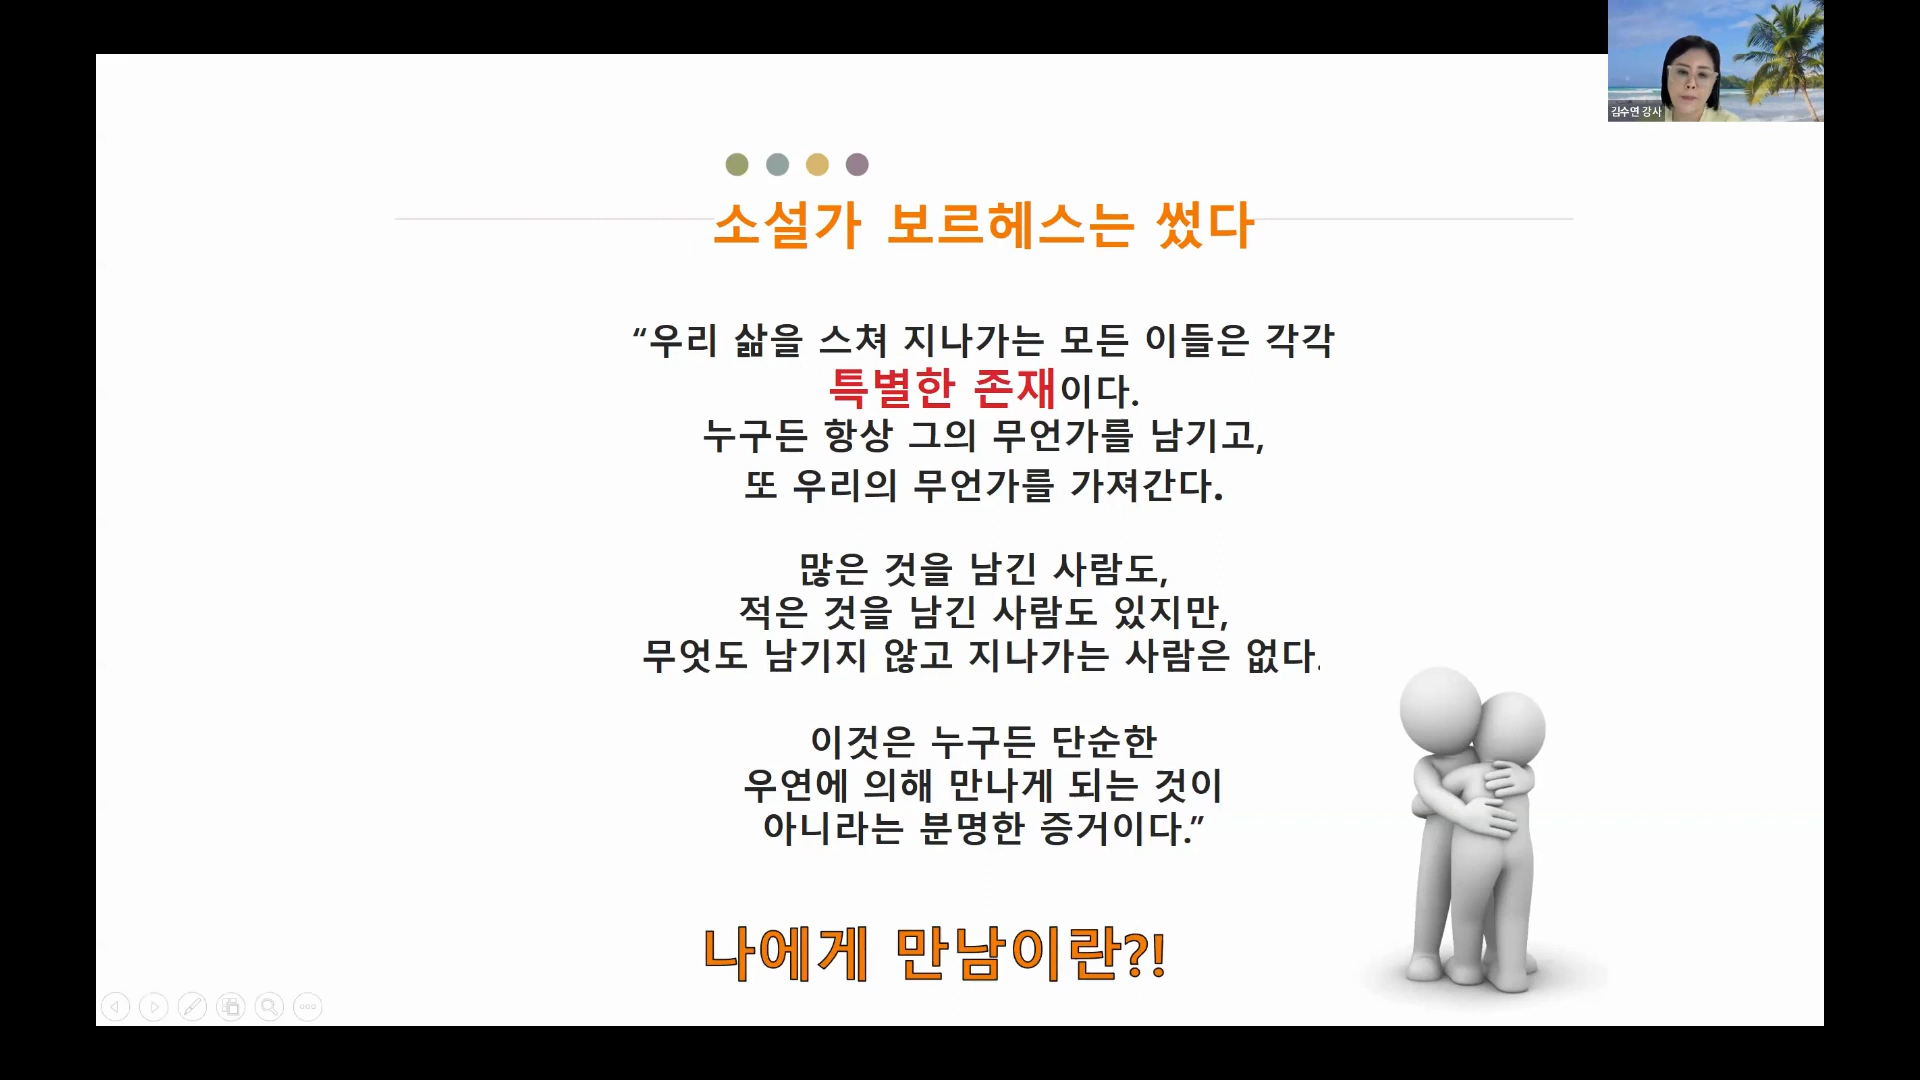 김수연 강사
소설가 보르헤스는 썼다
“우리 삶을 스쳐 지나가는 모든 이들은 각각
특별한 존재이다.
누구든 항상 그의 무언가를 남기고,
또 우리의 무언가를 가져간다.
많은 것을 남긴 사람도,
적은 것을 남긴 사람도 있지만,
무엇도 남기지 않고 지나가는 사람은 없다.
이것은 누구든 단순한
우연에 의해 만나게 되는 것이
아니라는 분명한 증거이다.”
나에게 만남이란?!